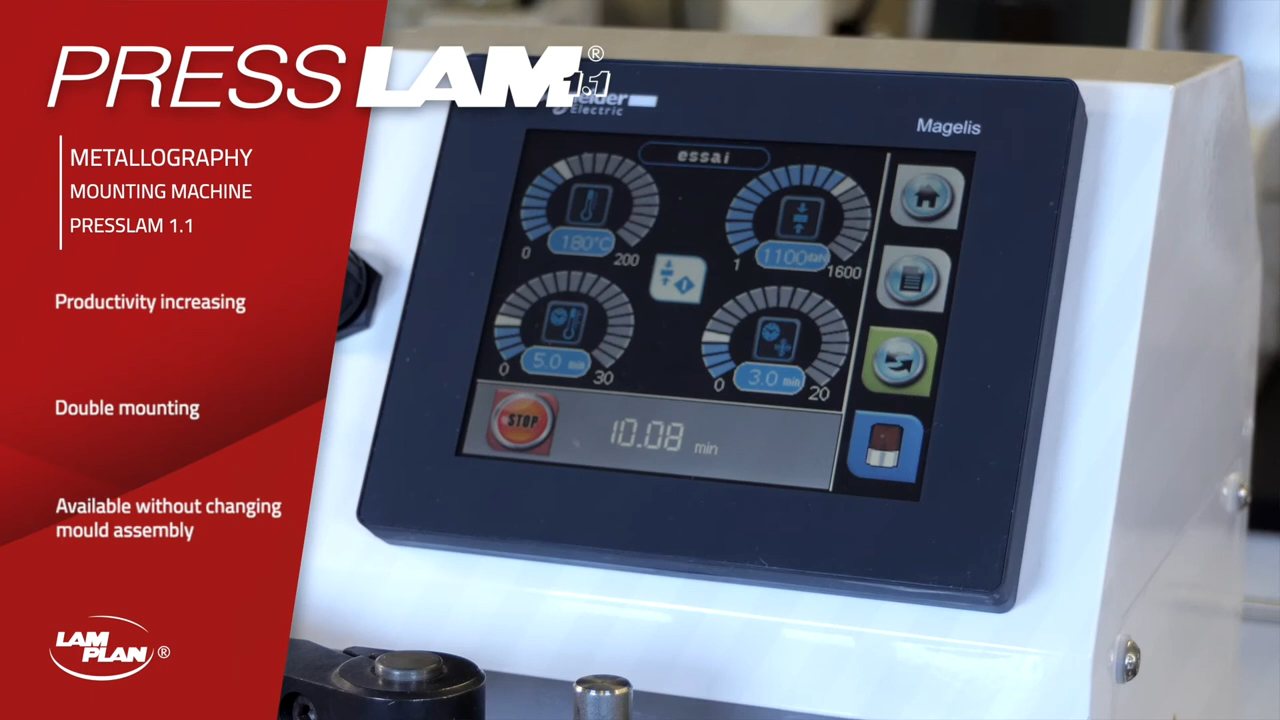 PRESSLAM®
1.1
METALLOGRAPHY
MOUNTING MACHINE
PRESSLAM 1.1
Productivity increasing
Double mounting
Available without changing
mould assembly
LAM
PLAN ®
Electric
Magelis
essai
180°C
0 200
1100 daN
1 1600
5.0 min
0 30
3.0 min
0 20
STOP
10.08 min